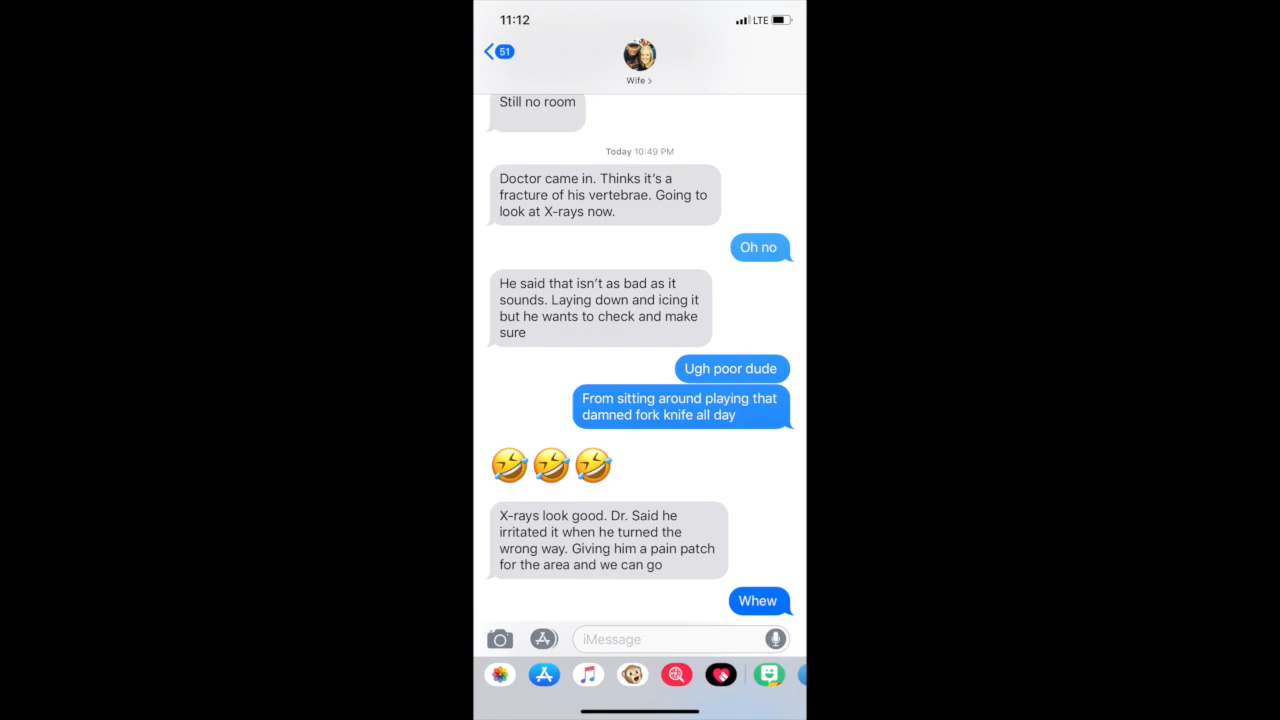 11:12
LTE
51
Wife >
Still no room
Today 10:49 PM
Doctor came in. Thinks it's a
fracture of his vertebrae. Going to
look at X-rays now.
Oh no
He said that isn't as bad as it
sounds. Laying down and icing it
but he wants to check and make
sure
Ugh poor dude
From sitting around playing that
damned fork knife all day
X-rays look good. Dr. Said he
irritated it when he turned the
wrong way. Giving him a pain patch
for the area and we can go
Whew
iMessage